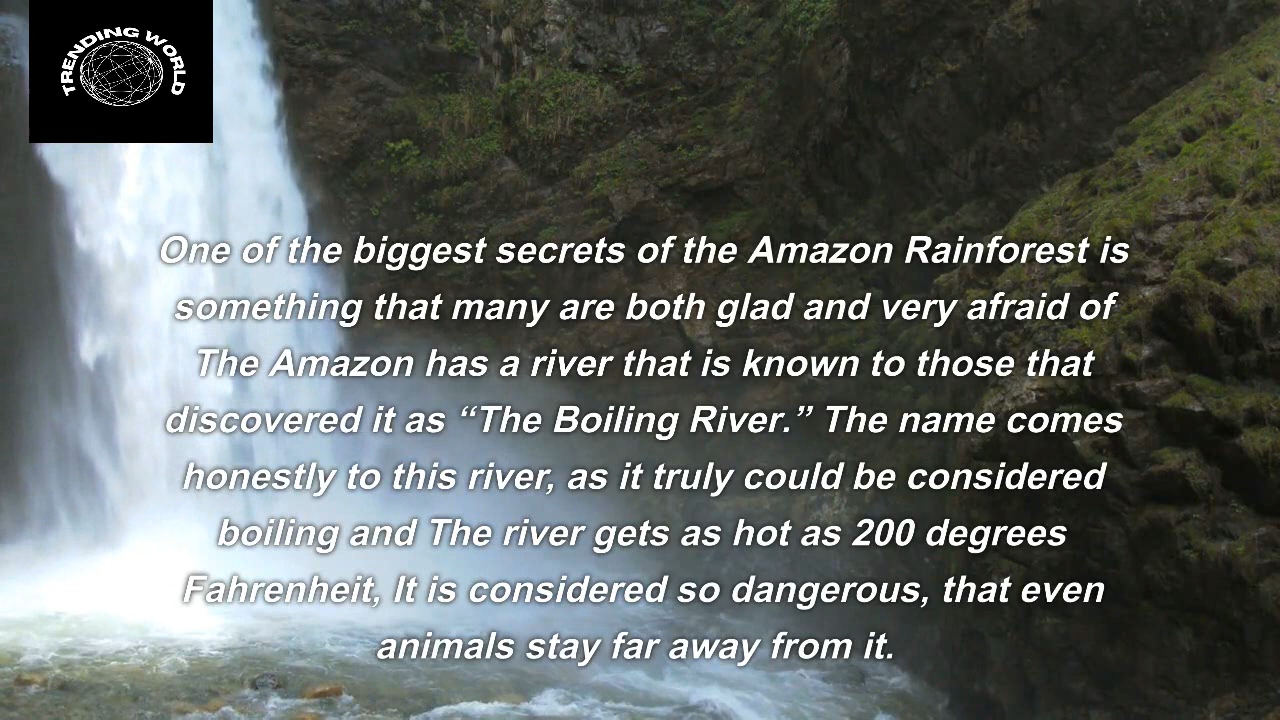 TRENDING WORLD
One of the biggest secrets of the Amazon Rainforest is
something that many are both glad and very afraid of
The Amazon has a river that is known to those that
discovered it as “The Boiling River.” The name comes
honestly to this river, as it truly could be considered
boiling and The river gets as hot as 200 degrees
Fahrenheit, It is considered so dangerous, that even
animals stay far away from it.